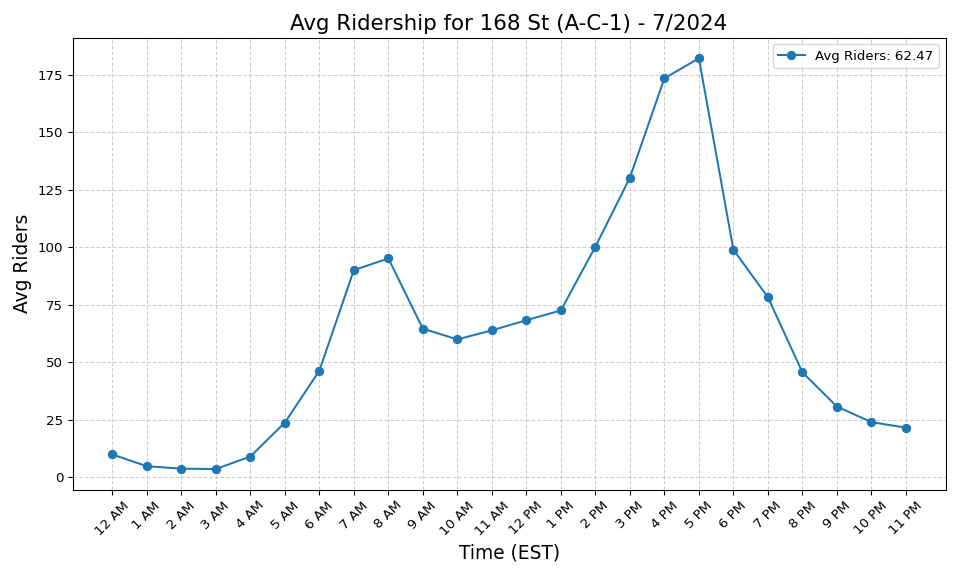 Avg Ridership for 168 St (A-C-1) - 7/2024
Avg Riders: 62.47
Avg Riders
175
150
125
100
75
50
25
0
12 AM
1 AM
2 AM
3 AM
4 AM
5 AM
6 AM
7 AM
8 AM
9 AM
10 AM
11 AM
12 PM
1 PM
2 PM
3 PM
4 PM
5 PM
6 PM
7 PM
8 PM
9 PM
10 PM
11 PM
Time (EST)